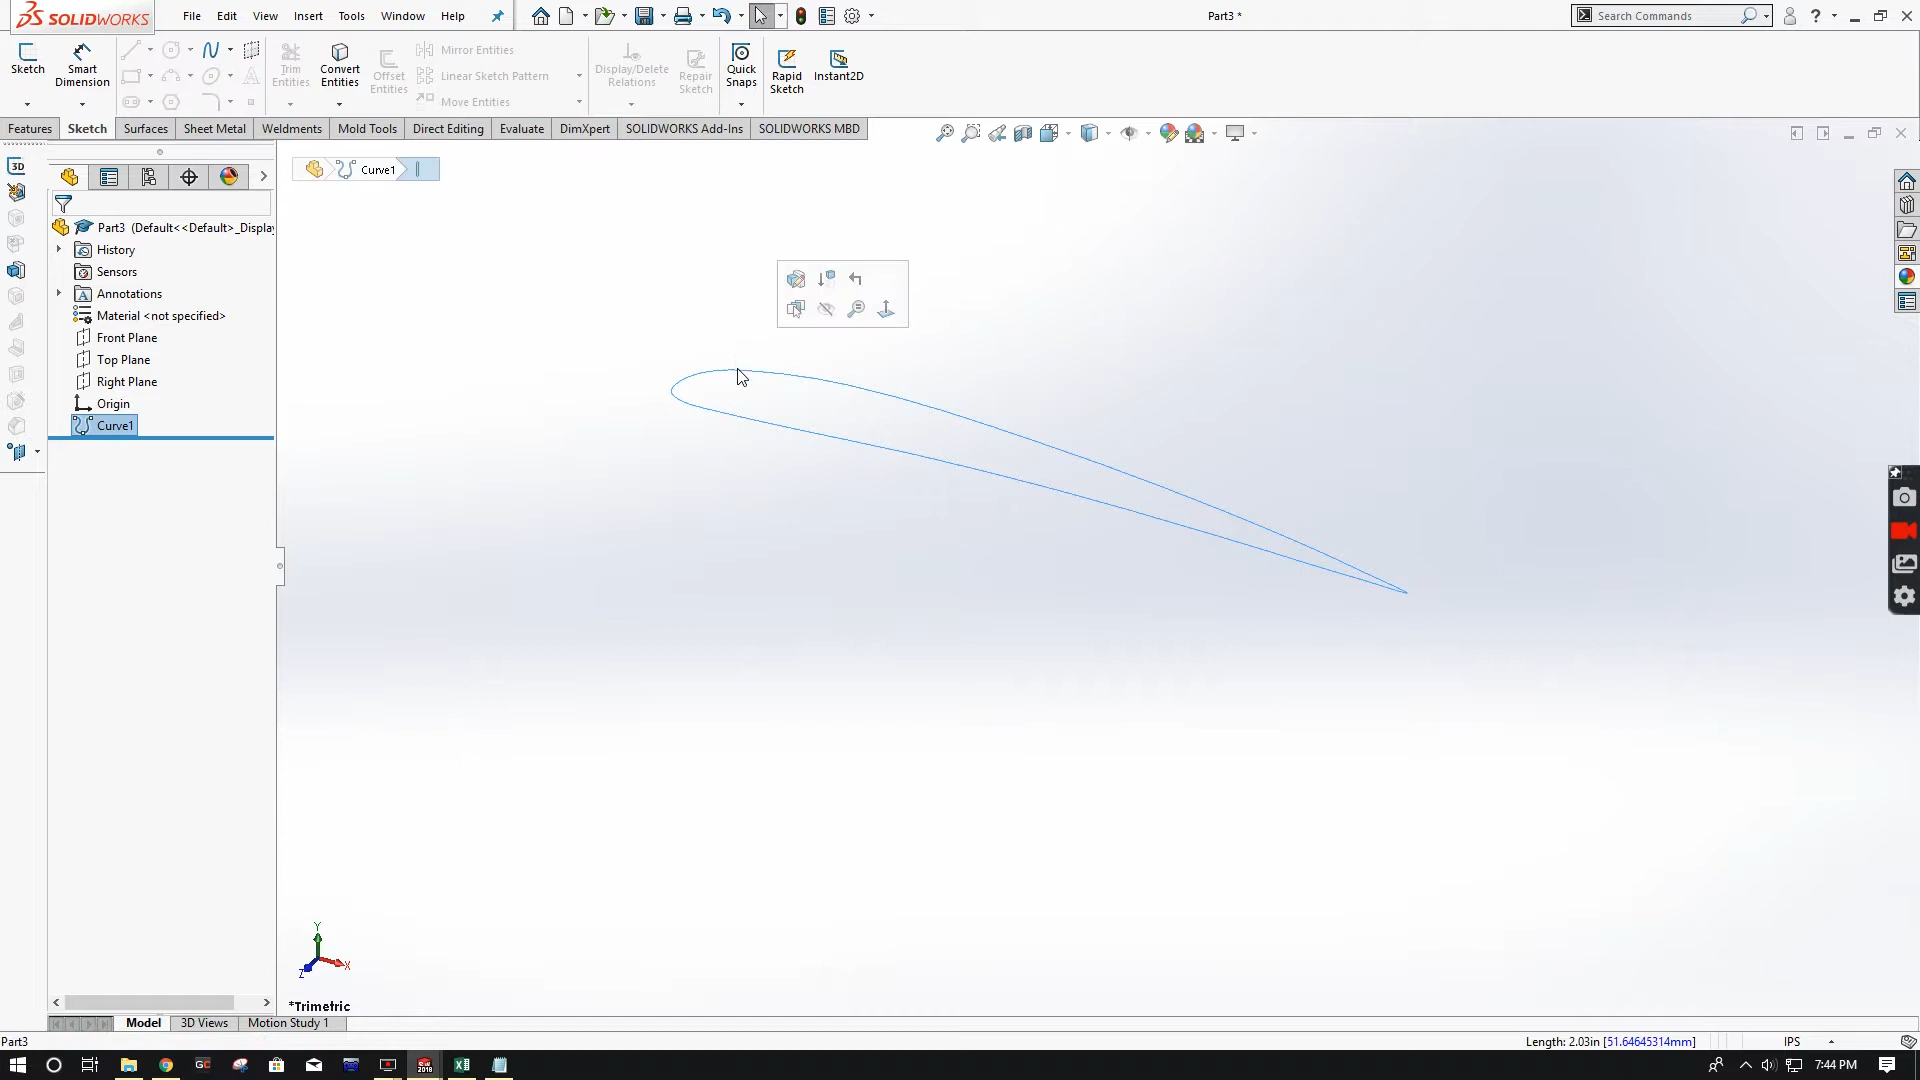 SOLIDWORKS
File Edit View Insert Tools Window Help
Part3 *
Search Commands
?
Sketch
Smart Dimension
Trim Entities
Convert Entities
Offset Entities
Mirror Entities
Linear Sketch Pattern
Move Entities
Display/Delete Relations
Repair Sketch
Quick Snaps
Rapid Sketch
Instant2D
Features Sketch Surfaces Sheet Metal Weldments Mold Tools Direct Editing Evaluate DimXpert SOLIDWORKS Add-Ins SOLIDWORKS MBD
3D
Curve1
Part3 (Default<<Default>_Display
History
Sensors
A Annotations
Material <not specified>
Front Plane
Top Plane
Right Plane
Origin
Curve1
Y
X
Z
*Trimetric
Model 3D Views Motion Study 1
Part3
Length: 2.03in [51.64645314mm]
IPS
GC
2018
7:44 PM